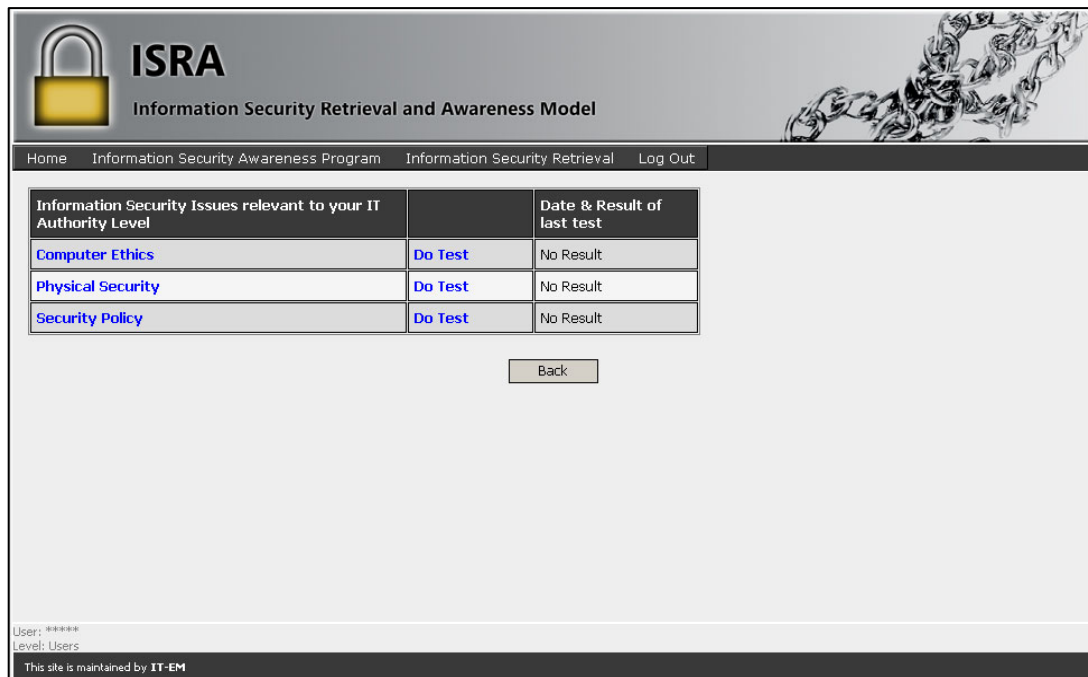 ISRA
Information Security Retrieval and Awareness Model
Home Information Security Awareness Program Information Security Retrieval Log Out
Information Security Issues relevant to your IT
Authority Level
Date & Result of
last test
Computer Ethics Do Test No Result
Physical Security Do Test No Result
Security Policy Do Test No Result
Back
User: *****
Level: Users
This site is maintained by IT-EM